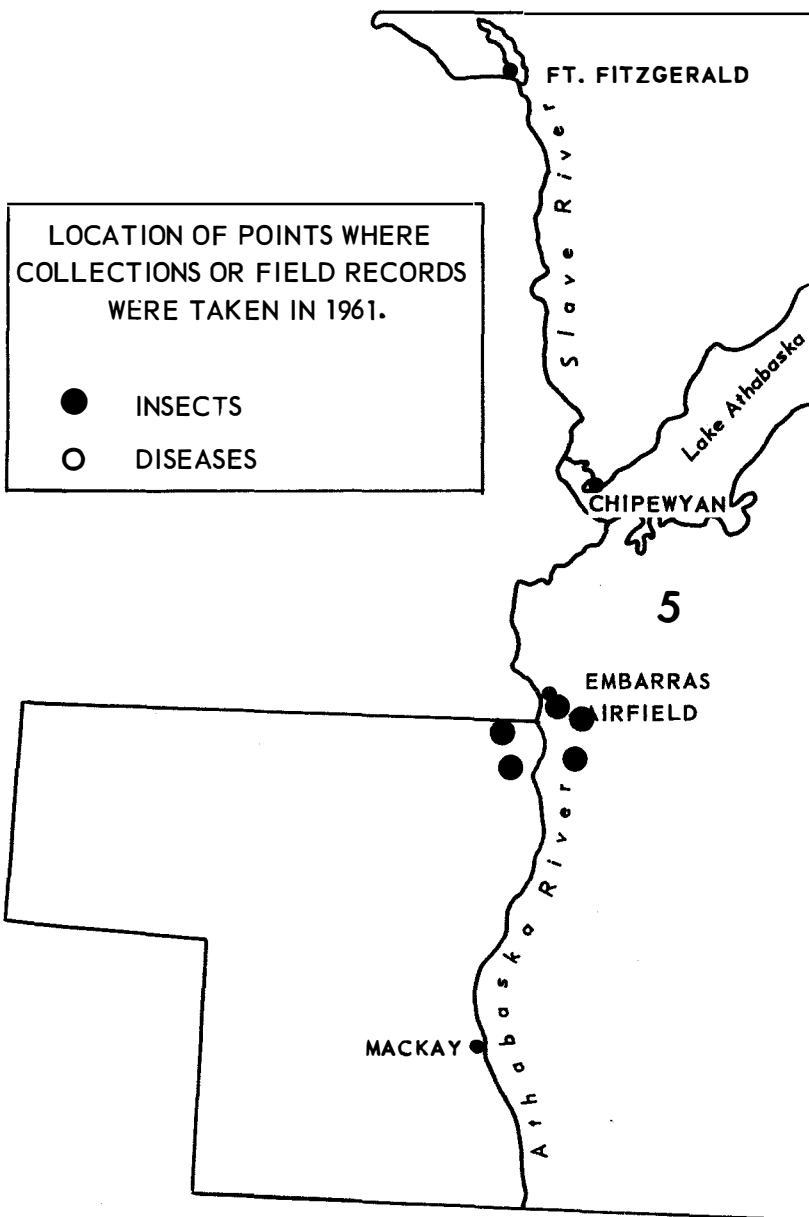 FT. FITZGERALD
Slave River
LOCATION OF POINTS WHERE
COLLECTIONS OR FIELD RECORDS
WERE TAKEN IN 1961.
INSECTS
DISEASES
Lake Athabaska
CHIPEWYAN
5
EMBARRAS
AIRFIELD
Athabaska River
MACKAY